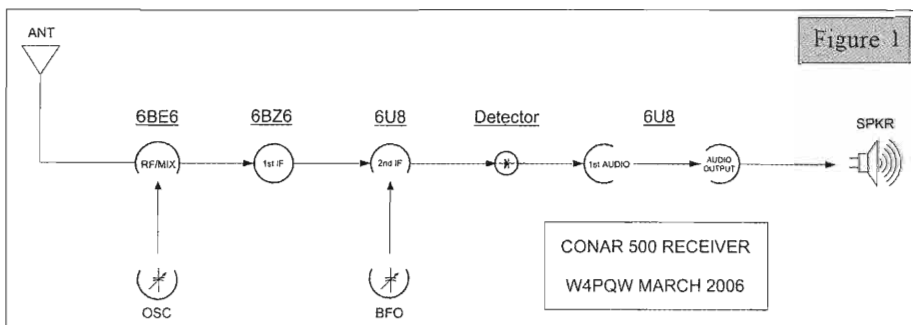 ANT
Figure 1
6BE6
6BZ6
6U8
Detector
6U8
SPKR
RF/MIX
1st IF
2nd IF
1st AUDIO
AUDIO
OUTPUT
OSC
BFO
CONAR 500 RECEIVER
W4PQW MARCH 2006